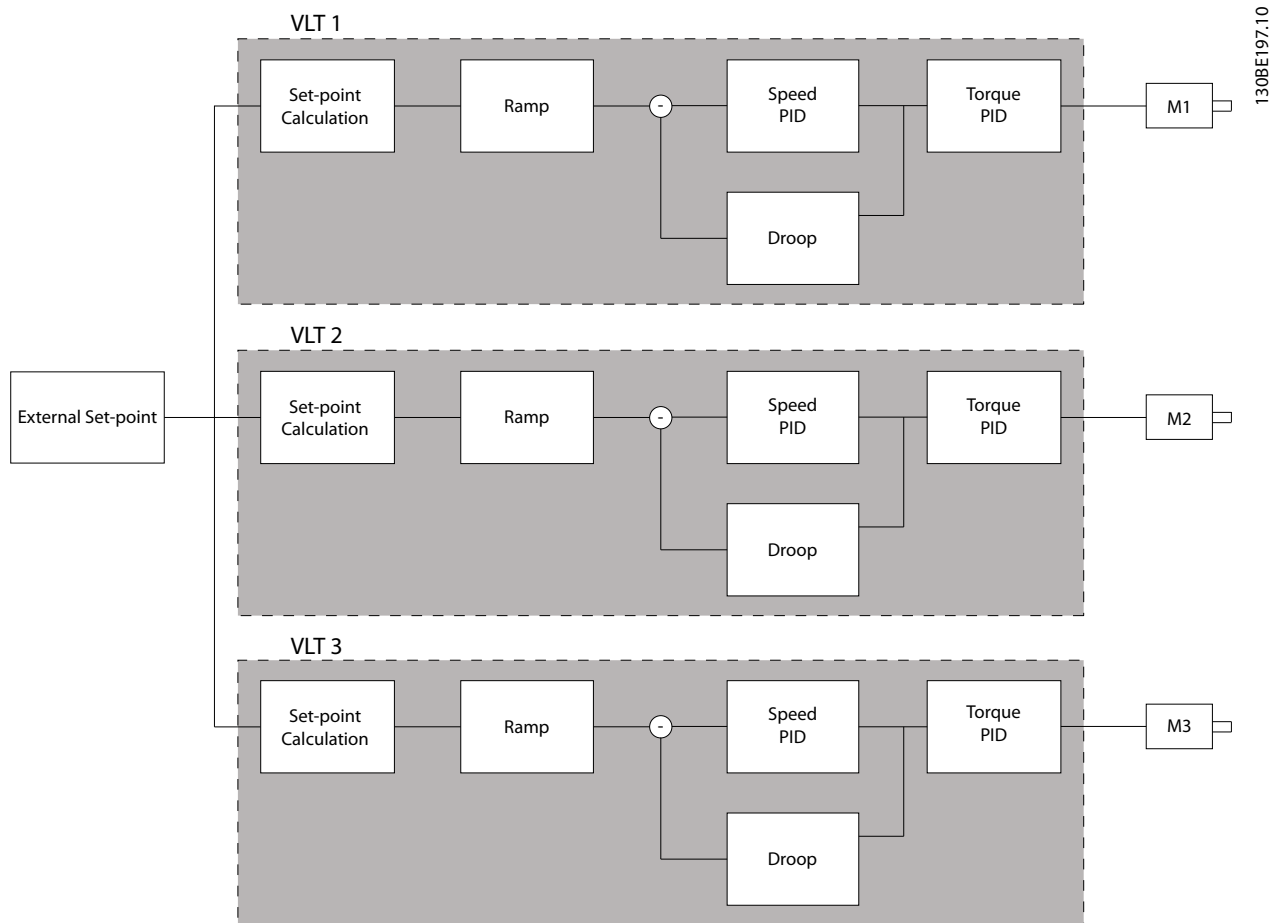 130BE197.10
VLT 1
Set-point
Calculation
Ramp
-
Speed
PID
Torque
PID
M1
Droop
VLT 2
External Set-point
Set-point
Calculation
Ramp
-
Speed
PID
Torque
PID
M2
Droop
VLT 3
Set-point
Calculation
Ramp
-
Speed
PID
Torque
PID
M3
Droop